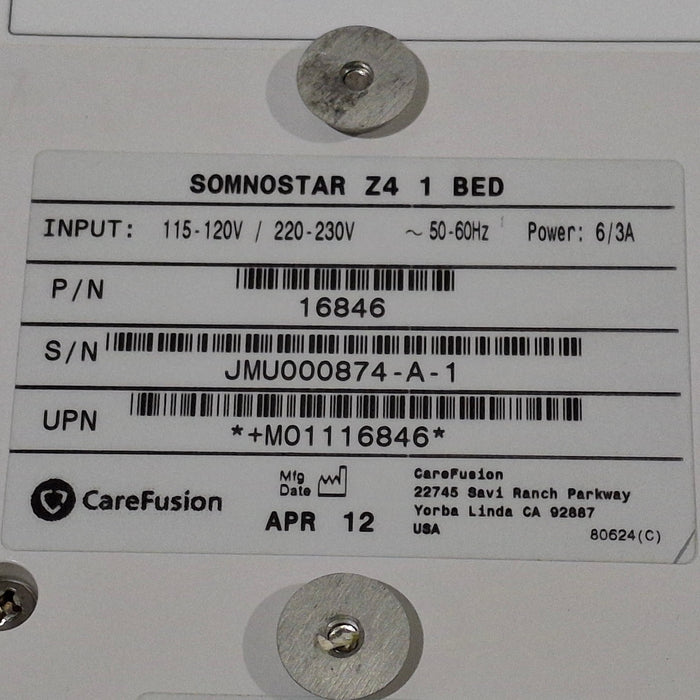 SOMNOSTAR Z4 1 BED
INPUT: 115-120V / 220-230V ~ 50-60Hz Power: 6/3A
P/N
16846
S/N
JMU000874-A-1
UPN
*+M01116846*
CareFusion
Mfg
Date
APR 12
CareFusion
22745 Savi Ranch Parkway
Yorba Linda CA 92887
USA
80624(C)